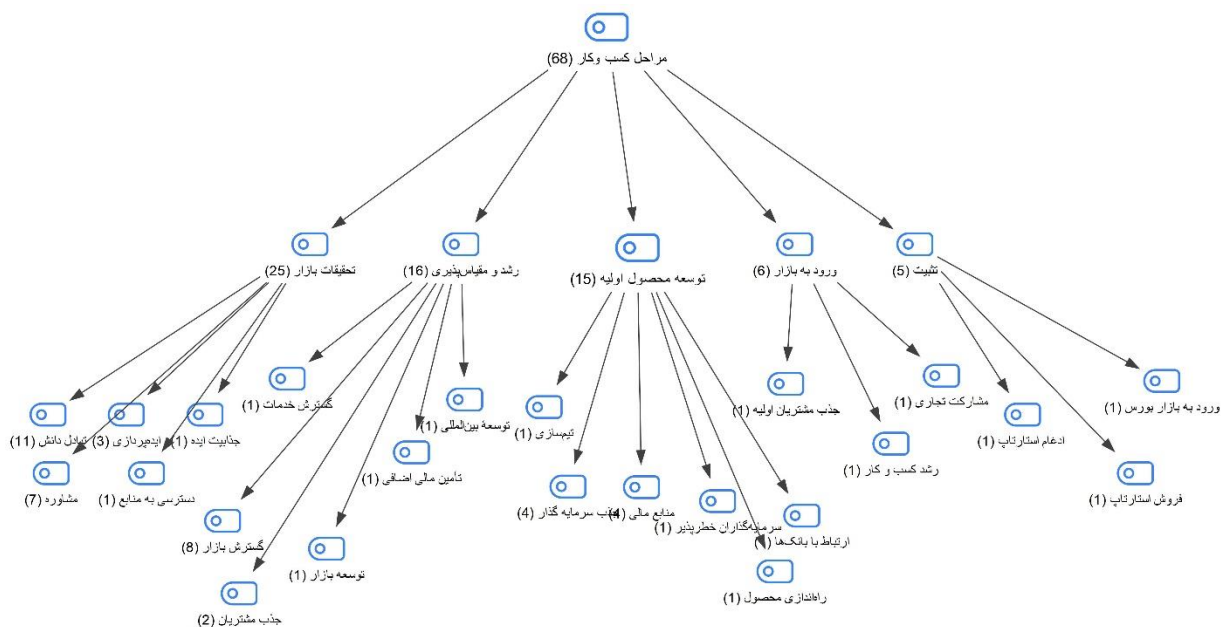 مراحل کسب وکار (68)
تحقیقات بازار (25)
رشد و مقیاس‌پذیری (16)
توسعه محصول اولیه (15)
ورود به بازار (6)
تثبیت (5)
تبادل دانش (11)
ایده‌پردازی (3)
جذابیت ایده (1)
مشاوره (7)
دسترسی به منابع (1)
گسترش خدمات (1)
توسعهٔ بین‌المللی (1)
تأمین مالی اضافی (1)
گسترش بازار (8)
توسعه بازار (1)
جذب مشتریان (2)
تیم‌سازی (1)
جذب سرمایه گذار (4)
منابع مالی (4)
سرمایه‌گذاران خطرپذیر (1)
ارتباط با بانک‌ها (1)
راه‌اندازی محصول (1)
جذب مشتریان اولیه (1)
مشارکت تجاری (1)
رشد کسب و کار (1)
ادغام استارتاپ (1)
ورود به بازار بورس (1)
فروش استارتاپ (1)